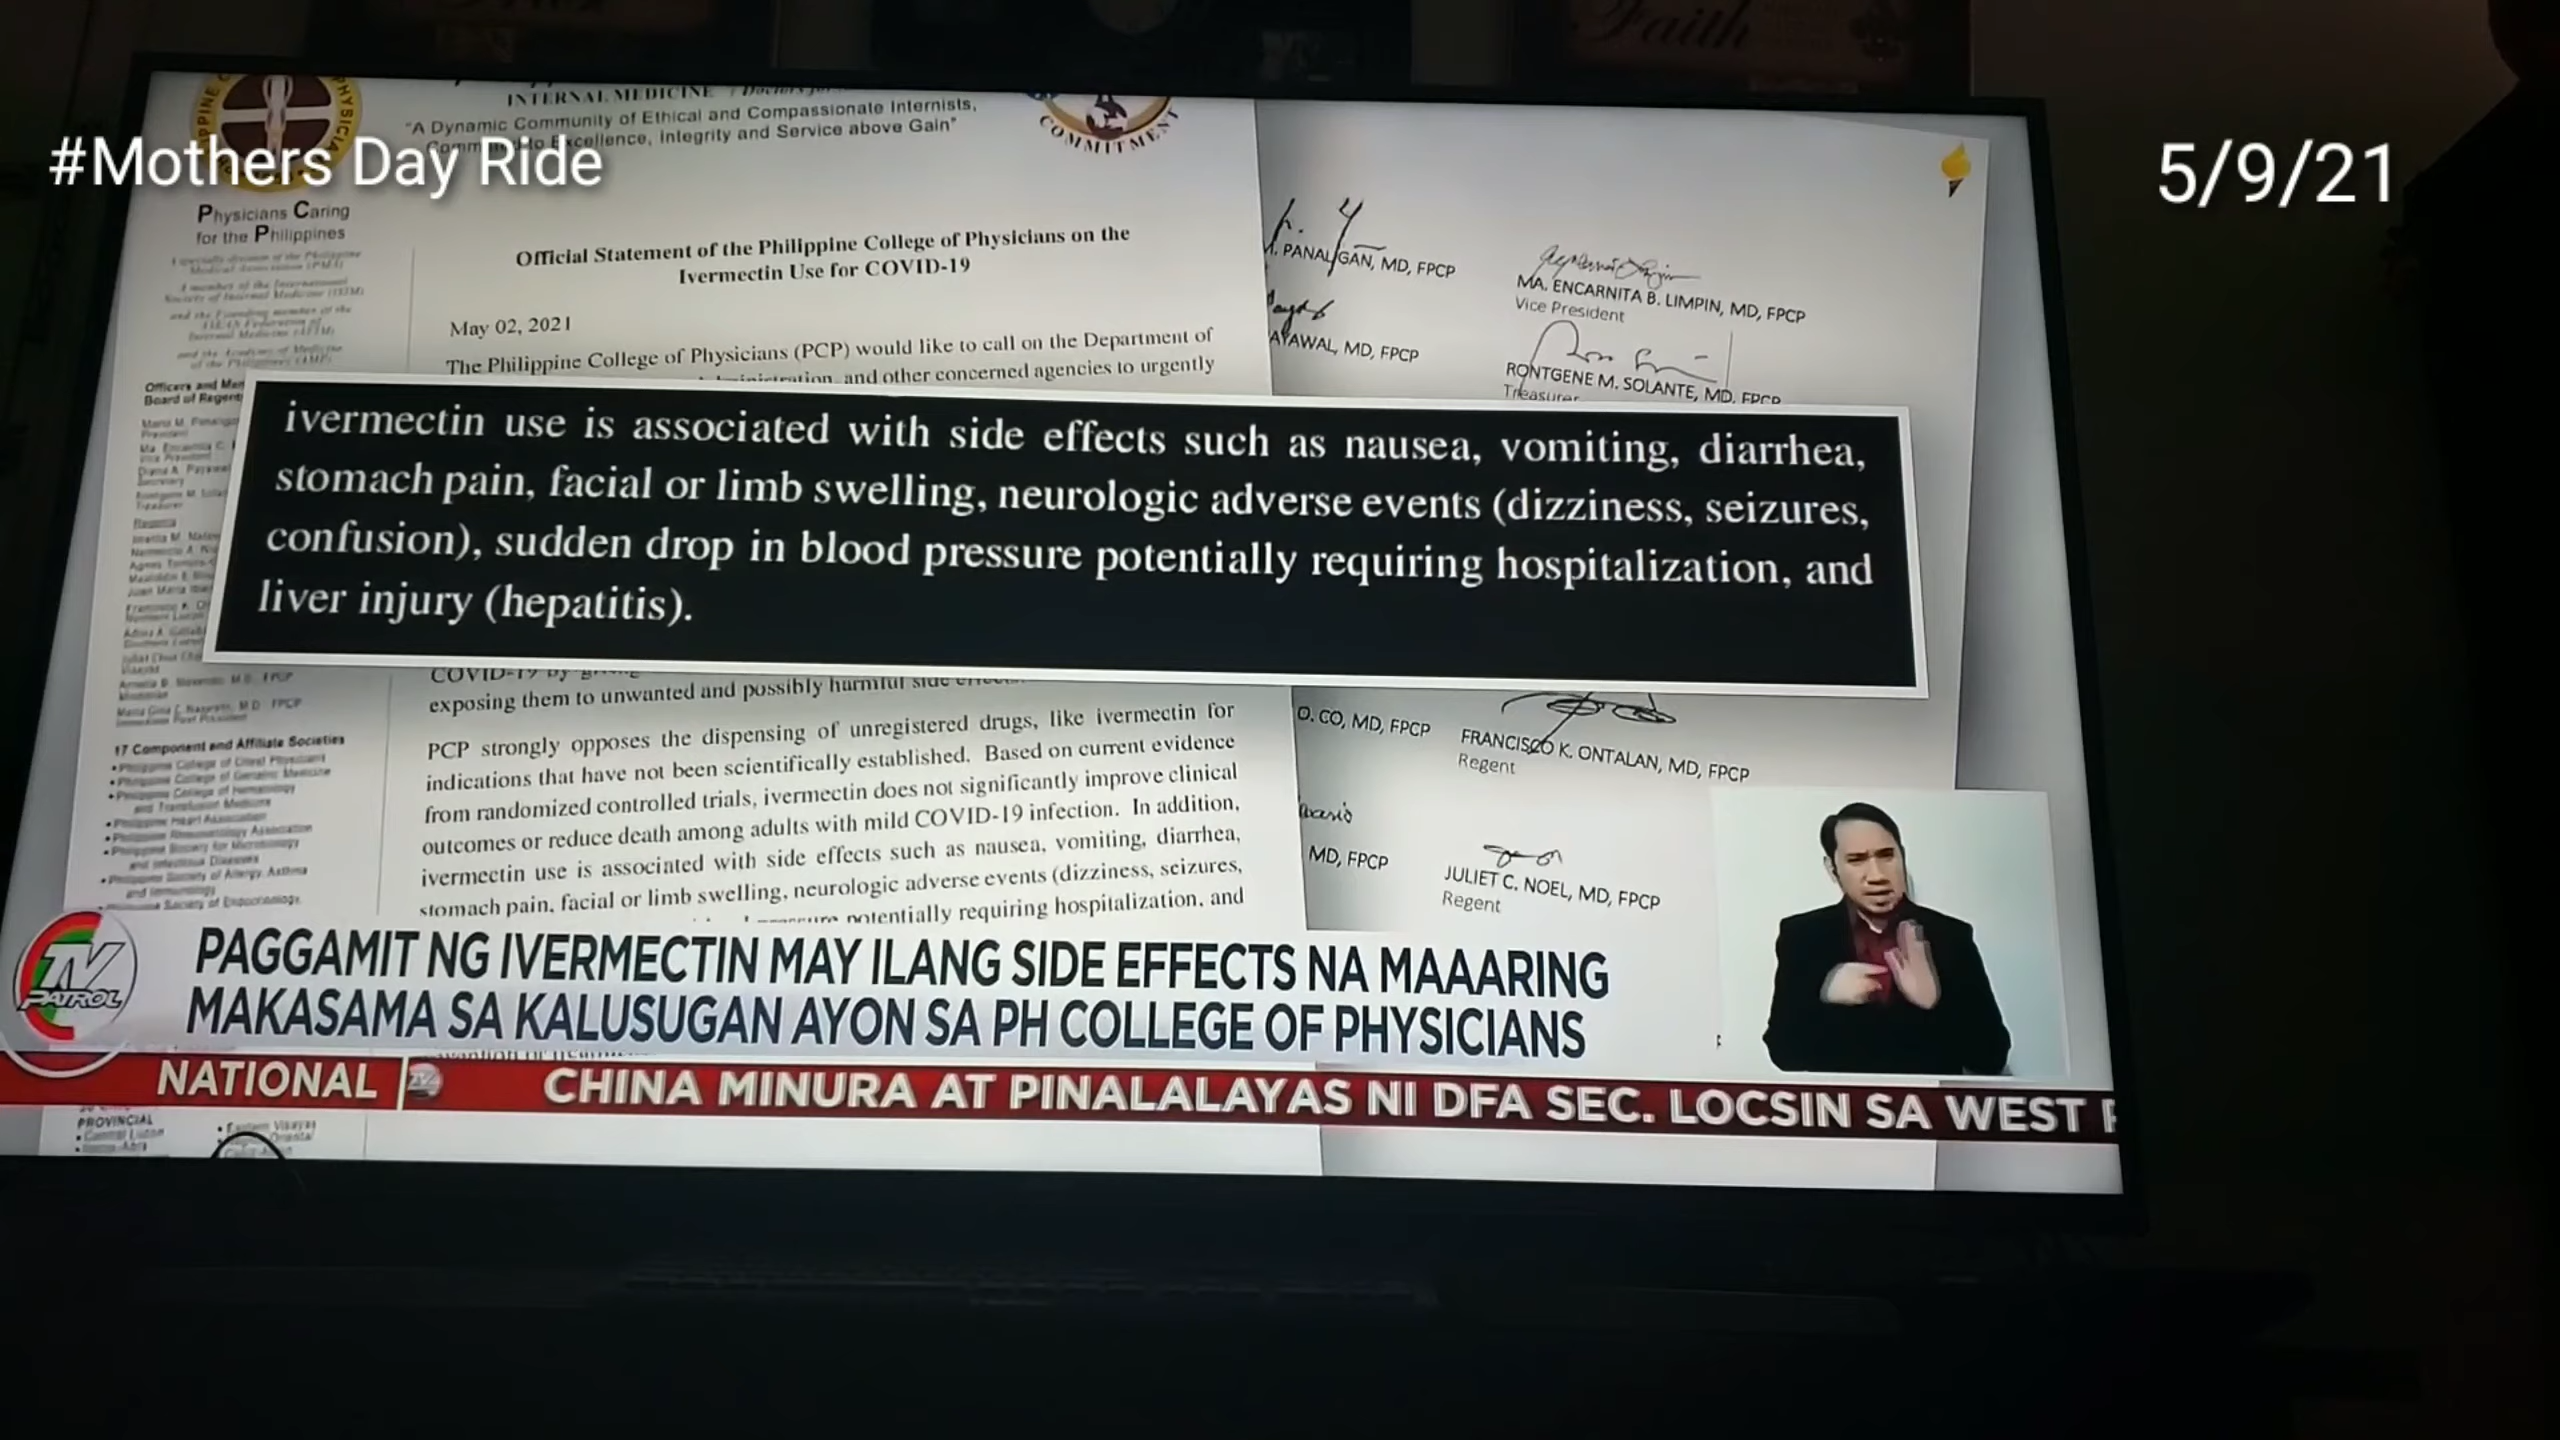 Faith
INTERNAL MEDICINE
"A Dynamic Community of Ethical and Compassionate Internists,
to Excellence, Integrity and Service above Gain"
COMMITMENT
#Mothers Day Ride
5/9/21
Physicians Caring
for the Philippines
Official Statement of the Philippine College of Physicians on the
Ivermectin Use for COVID-19
May 02, 2021
The Philippine College of Physicians (PCP) would like to call on the Department of
and other concerned agencies to urgently
Officers and
Board of Regents
PANALIGAN, MD, FPCP
MA. ENCARNITA B. LIMPIN, MD, FPCP
Vice President
MD, FPCP
RONTGENE M. SOLANTE, MD, FPCP
Treasurer
ivermectin use is associated with side effects such as nausea, vomiting, diarrhea,
stomach pain, facial or limb swelling, neurologic adverse events (dizziness, seizures,
confusion), sudden drop in blood pressure potentially requiring hospitalization, and
liver injury (hepatitis).
COVID-19 by
exposing them to unwanted and possibly harmful side
PCP strongly opposes the dispensing of unregistered drugs, like ivermectin for
indications that have not been scientifically established. Based on current evidence
from randomized controlled trials, ivermectin does not significantly improve clinical
outcomes or reduce death among adults with mild COVID-19 infection. In addition,
ivermectin use is associated with side effects such as nausea, vomiting, diarrhea,
stomach pain, facial or limb swelling, neurologic adverse events (dizziness, seizures,
potentially requiring hospitalization, and
17 Component and Affiliate Societies
O. CO, MD, FPCP
FRANCISCO K. ONTALAN, MD, FPCP
Regent
MD, FPCP
JULIET C. NOEL, MD, FPCP
Regent
TV PATROL
PAGGAMIT NG IVERMECTIN MAY ILANG SIDE EFFECTS NA MAAARING
MAKASAMA SA KALUSUGAN AYON SA PH COLLEGE OF PHYSICIANS
NATIONAL
CHINA MINURA AT PINALALAYAS NI DFA SEC. LOCSIN SA WEST
PROVINCIAL